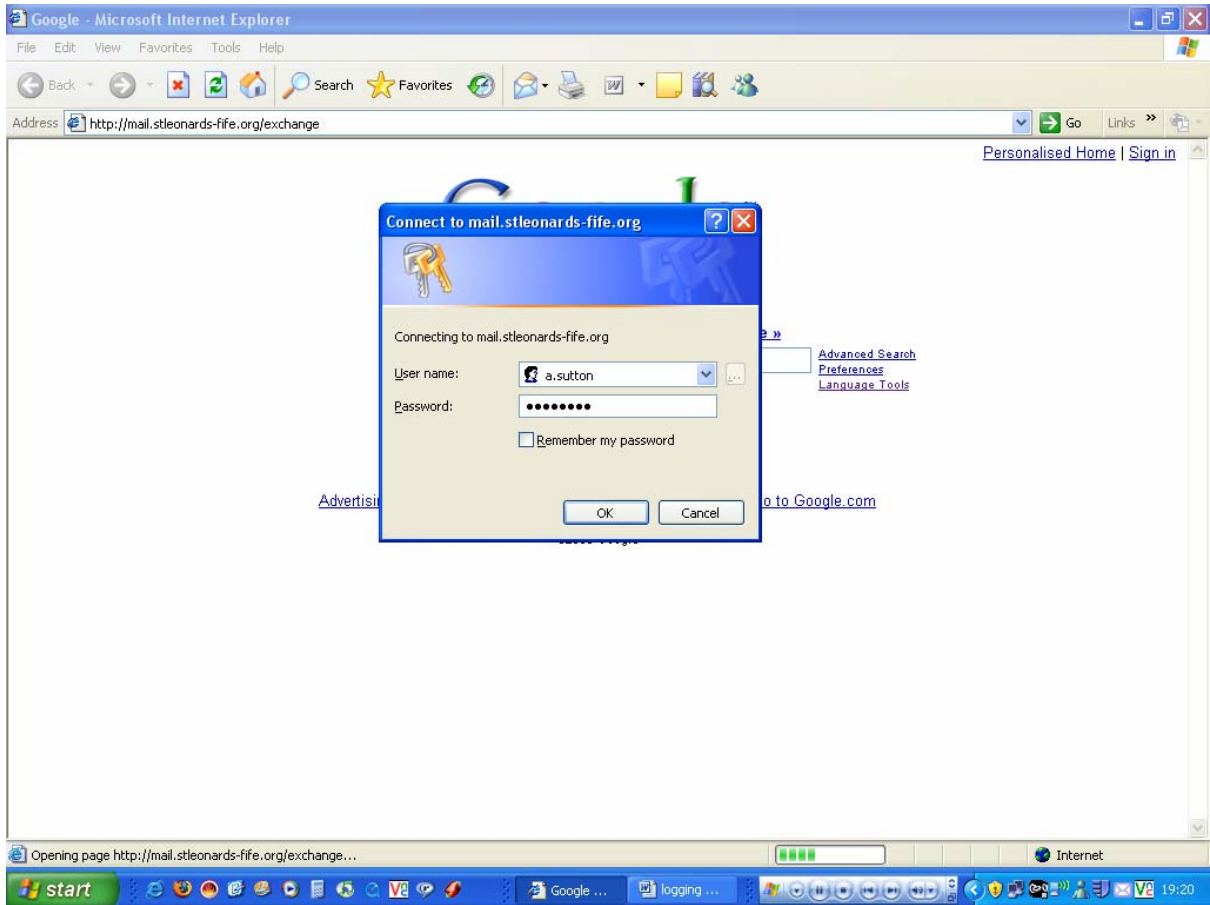 Google - Microsoft Internet Explorer
File Edit View Favorites Tools Help
Back Search Favorites
Address http://mail.stleonards-fife.org/exchange Go Links »
Personalised Home | Sign in
Connect to mail.stleonards-fife.org
Connecting to mail.stleonards-fife.org
User name: a.sutton ...
Password: ●●●●●●●●
Remember my password
OK Cancel
»
Advanced Search
Preferences
Language Tools
o to Google.com
Opening page http://mail.stleonards-fife.org/exchange... Internet
start Google ... logging ... 19:20